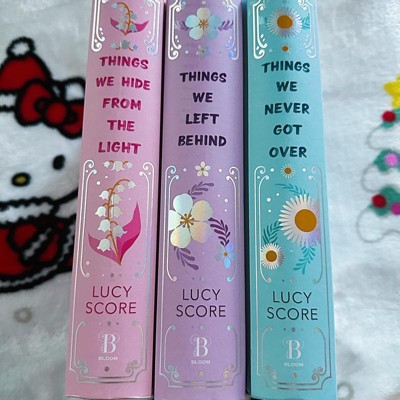 THINGS
WE HIDE
FROM
THE
LIGHT
LUCY
SCORE
B
BLOOM
THINGS
WE
LEFT
BEHIND
LUCY
SCORE
B
BLOOM
THINGS
WE
NEVER
GOT
OVER
LUCY
SCORE
B
BLOOM